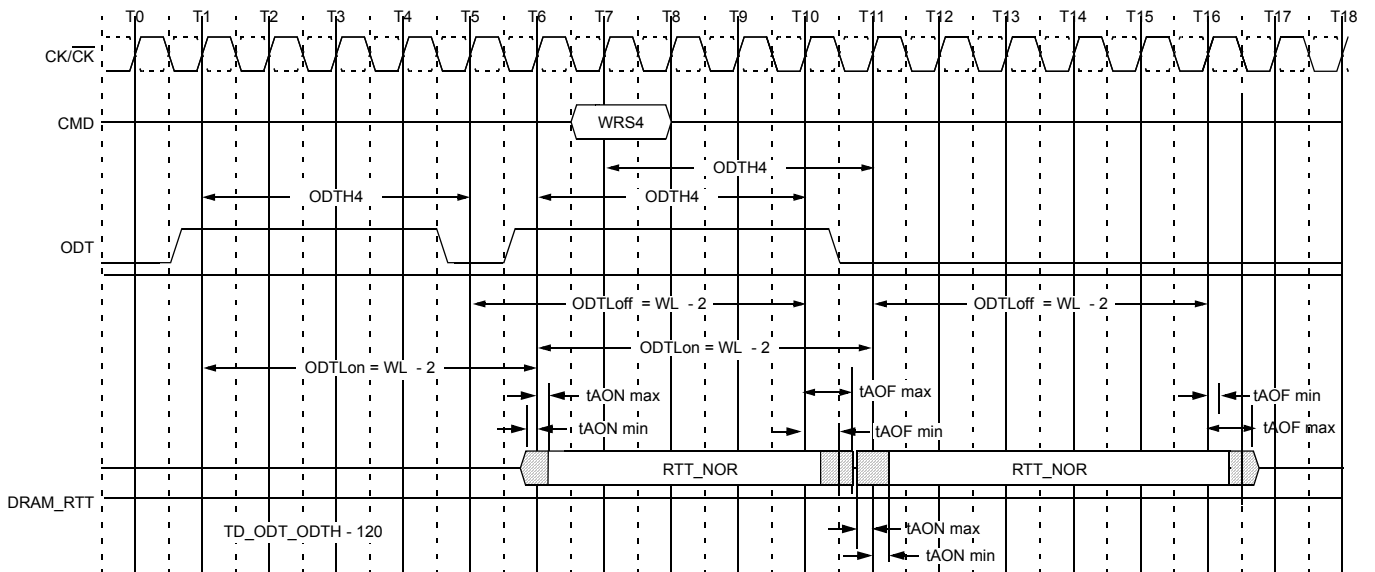 T0 T1 T2 T3 T4 T5 T6 T7 T8 T9 T10 T11 T12 T13 T14 T15 T16 T17 T18
CK/C̅K̅
CMD
WRS4
ODTH4
ODTH4
ODTH4
ODT
ODTLoff = WL - 2
ODTLoff = WL - 2
ODTLon = WL - 2
ODTLon = WL - 2
tAON max
tAOF max
tAOF min
tAON min
tAOF min
tAOF max
RTT_NOR
RTT_NOR
DRAM_RTT
TD_ODT_ODTH - 120
tAON max
tAON min